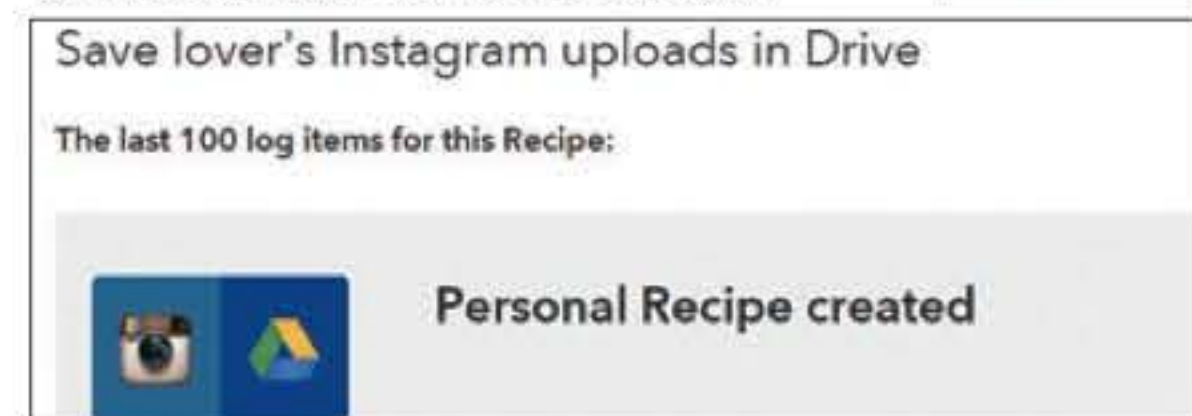 Save lover's Instagram uploads in Drive
The last 100 log items for this Recipe:
Personal Recipe created